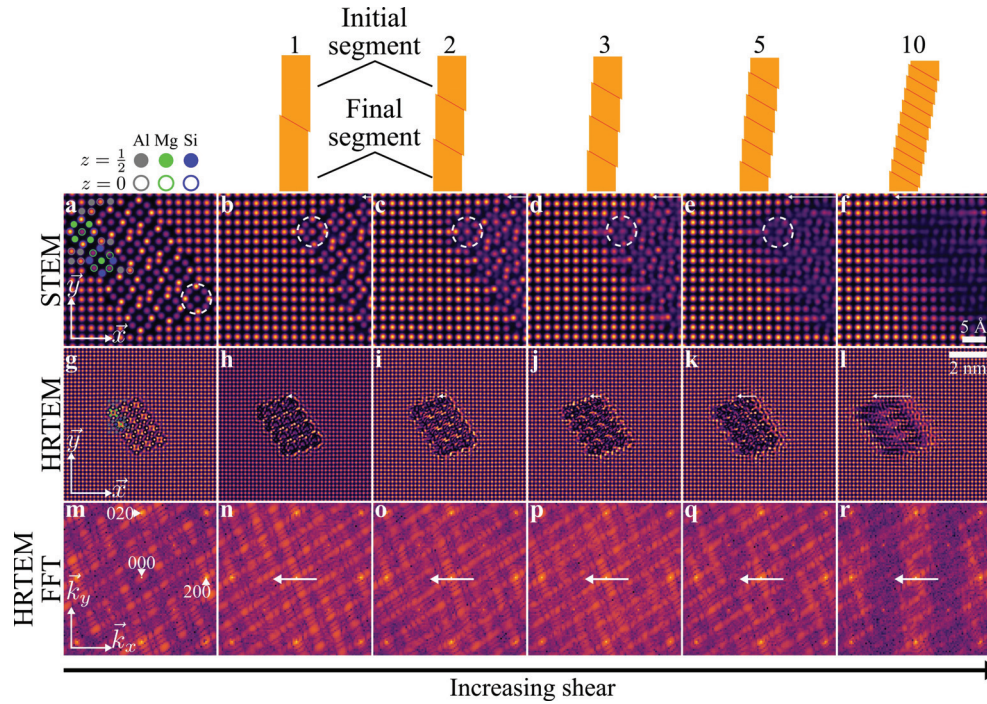 Initial segment
1 2 3 5 10
Final segment
Al Mg Si
z = 1/2
z = 0
STEM
a b c d e f
y⃗
x⃗
5 Å
HRTEM
g h i j k l
2 nm
y⃗
x⃗
HRTEM FFT
m n o p q r
020
000
200
k⃗y
k⃗x
Increasing shear